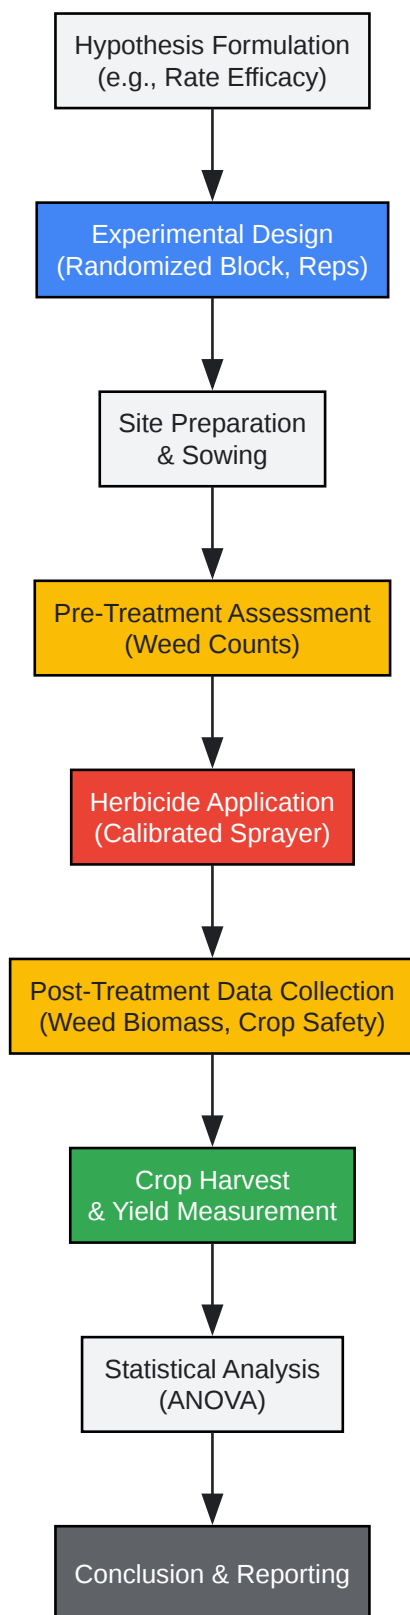 Hypothesis Formulation
(e.g., Rate Efficacy)
Experimental Design
(Randomized Block, Reps)
Site Preparation
& Sowing
Pre-Treatment Assessment
(Weed Counts)
Herbicide Application
(Calibrated Sprayer)
Post-Treatment Data Collection
(Weed Biomass, Crop Safety)
Crop Harvest
& Yield Measurement
Statistical Analysis
(ANOVA)
Conclusion & Reporting